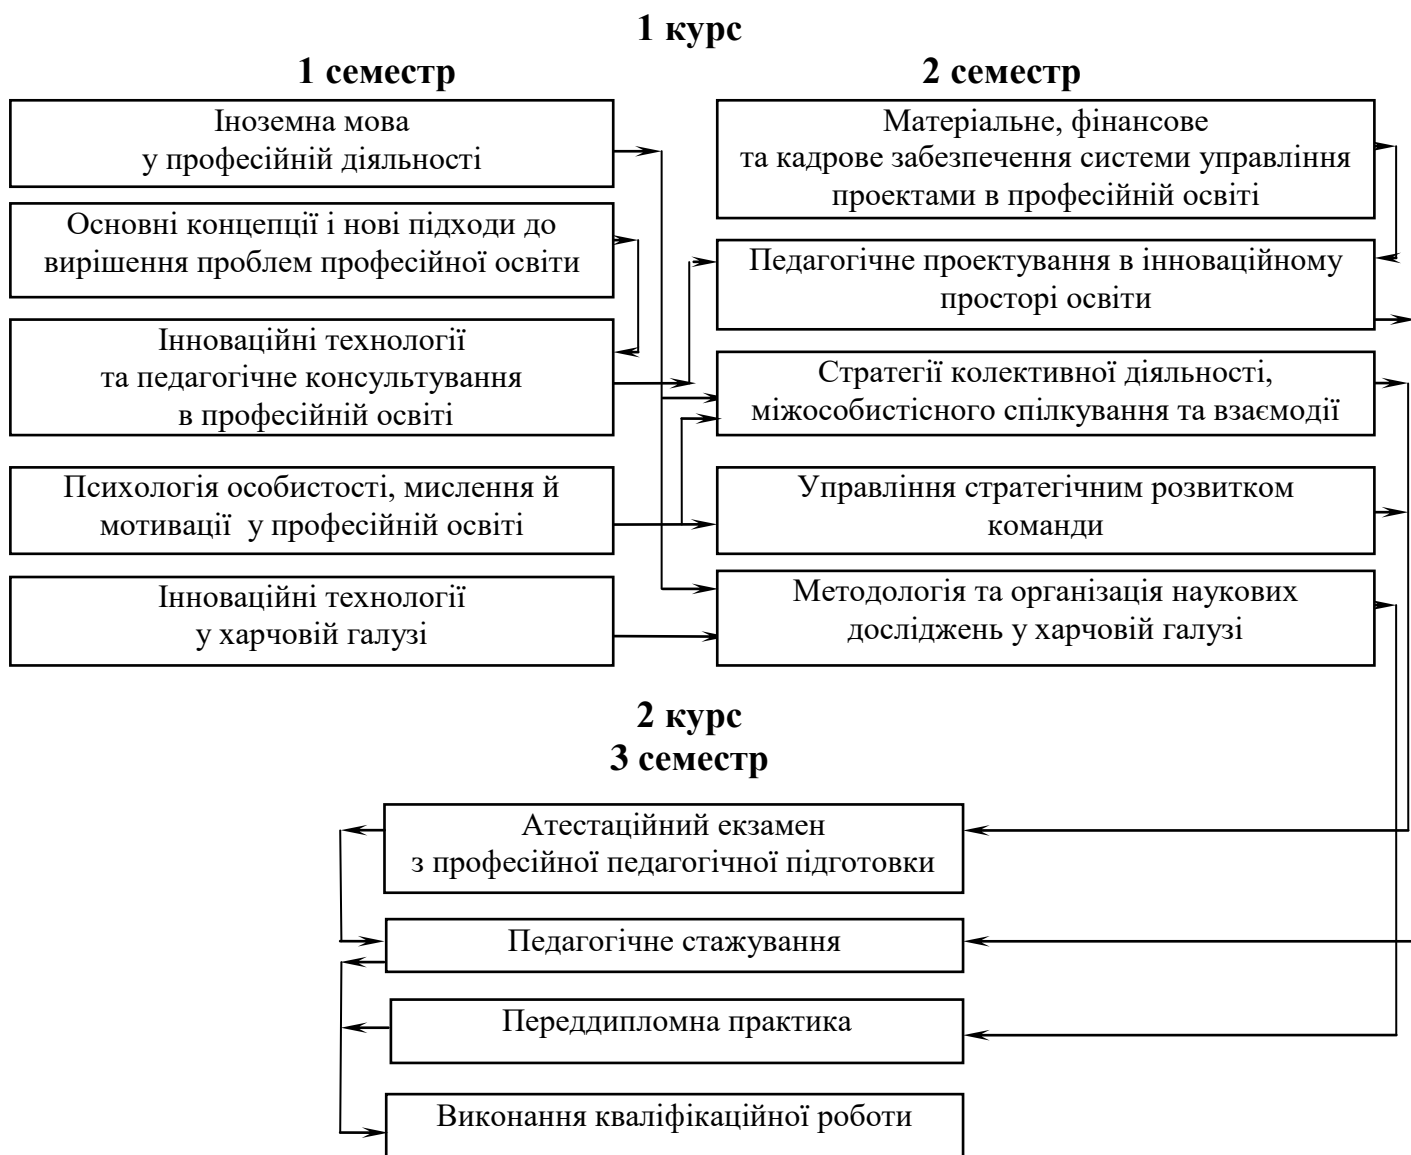 1 курс
1 семестр
Іноземна мова
у професійній діяльності
Основні концепції і нові підходи до
вирішення проблем професійної освіти
Інноваційні технології
та педагогічне консультування
в професійній освіті
Психологія особистості, мислення й
мотивації у професійній освіті
Інноваційні технології
у харчовій галузі
2 семестр
Матеріальне, фінансове
та кадрове забезпечення системи управління
проектами в професійній освіті
Педагогічне проектування в інноваційному
просторі освіти
Стратегії колективної діяльності,
міжособистісного спілкування та взаємодії
Управління стратегічним розвитком
команди
Методологія та організація наукових
досліджень у харчовій галузі
2 курс
3 семестр
Атестаційний екзамен
з професійної педагогічної підготовки
Педагогічне стажування
Переддипломна практика
Виконання кваліфікаційної роботи